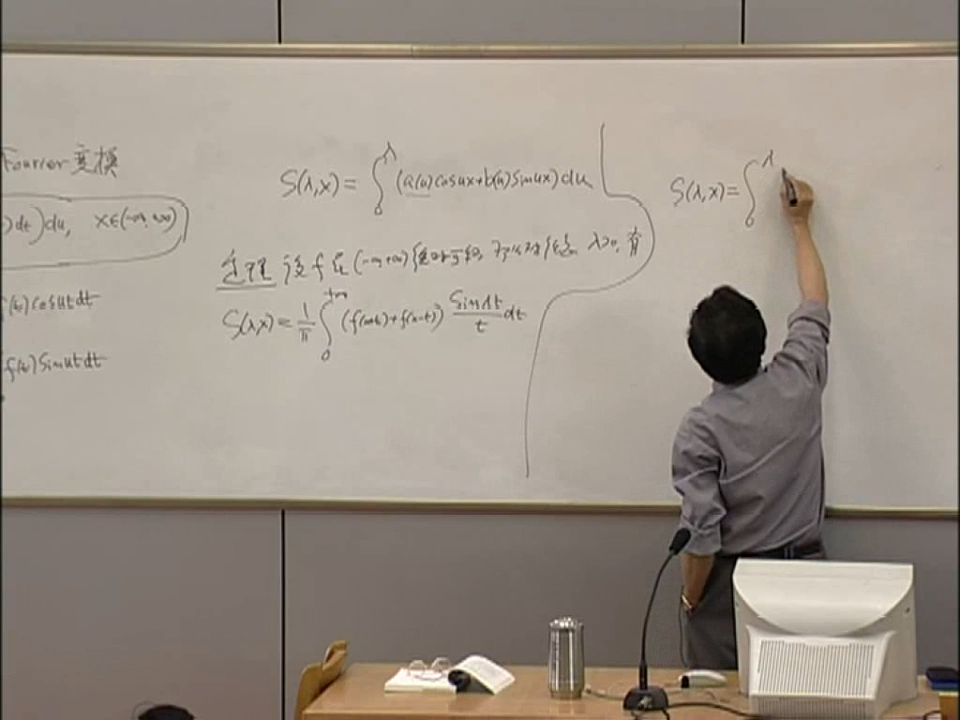 Fourier 变换
)dt)du, x∈(-∞,+∞)
f(t)cosutdt
f(t)sinutdt
S(λ,x) = ∫₀^λ (a(u)cosux+b(u)sinux)du
定理 设f在(-∞,+∞)绝对可积, 则对任意 λ>0, 有
S(λ,x) = 1/π ∫₀^{+∞} (f(x+t)+f(x-t)) sinλt/t dt
S(λ,x) = ∫₀^λ